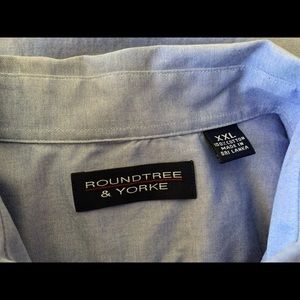 ROUNDTREE
& YORKE
XXL
100% COTTON
MADE IN
SRI LANKA